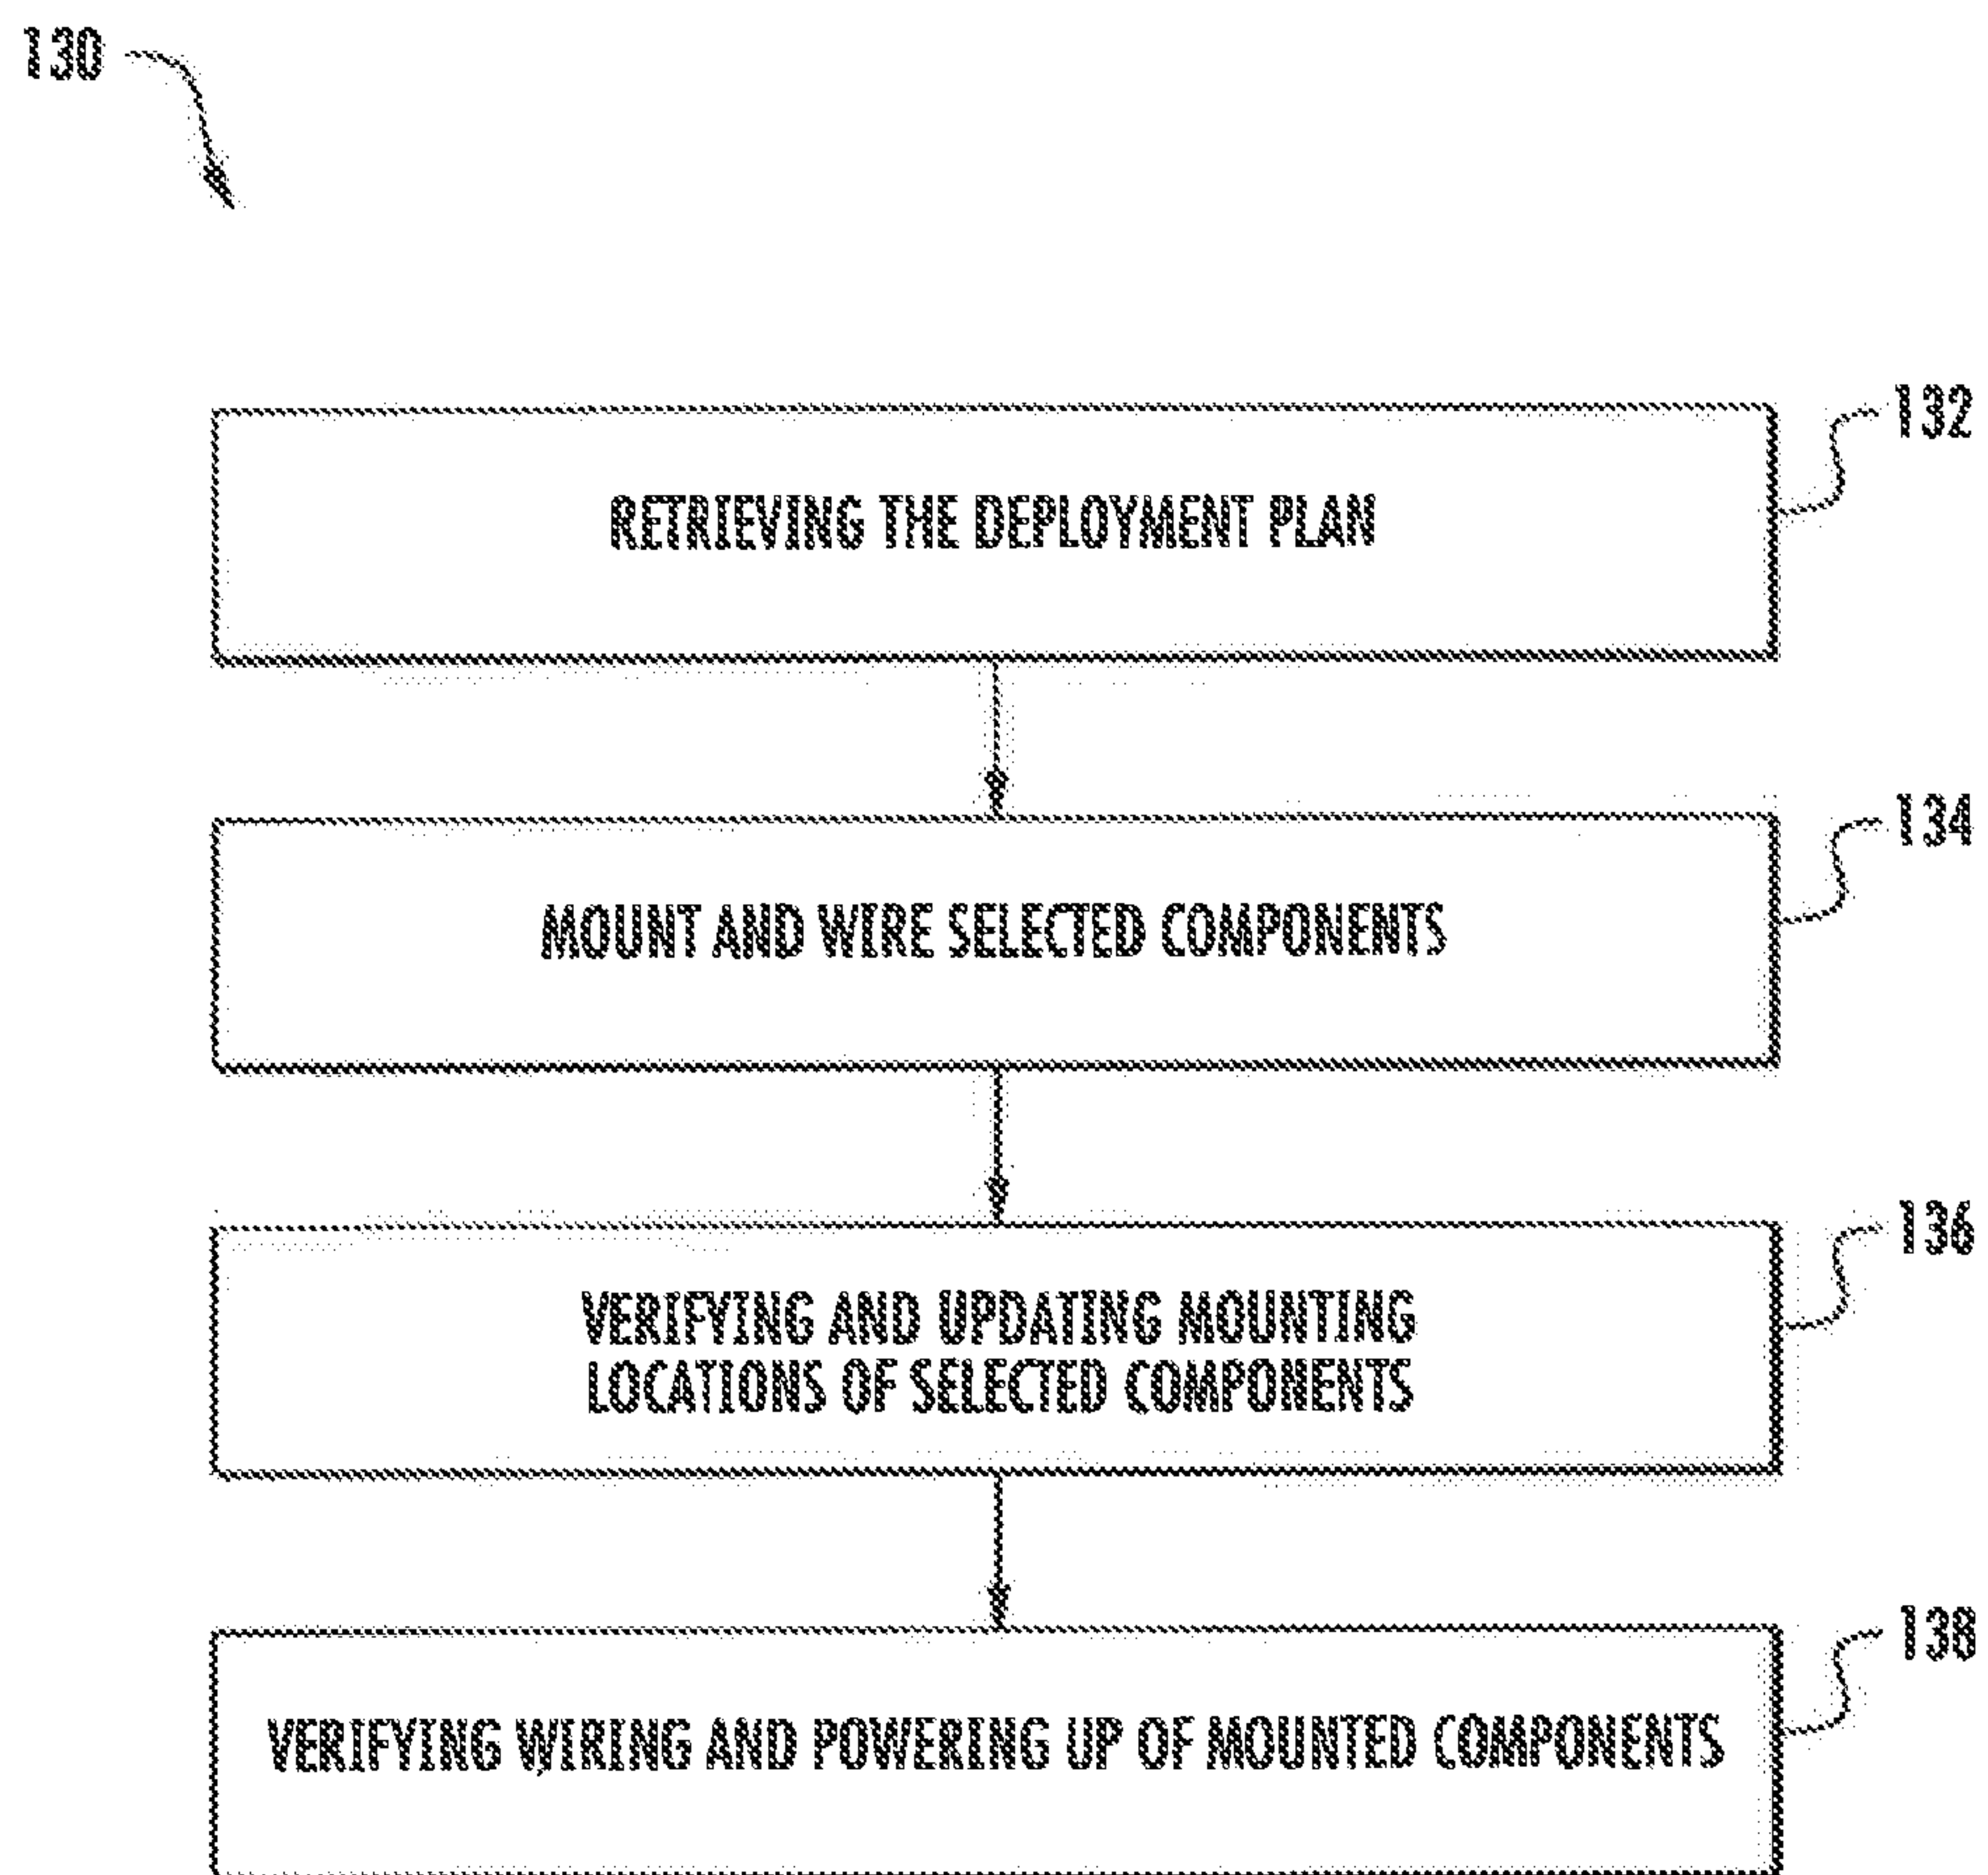 130
132
RETRIEVING THE DEPLOYMENT PLAN
134
MOUNT AND WIRE SELECTED COMPONENTS
136
VERIFYING AND UPDATING MOUNTING
LOCATIONS OF SELECTED COMPONENTS
138
VERIFYING WIRING AND POWERING UP OF MOUNTED COMPONENTS